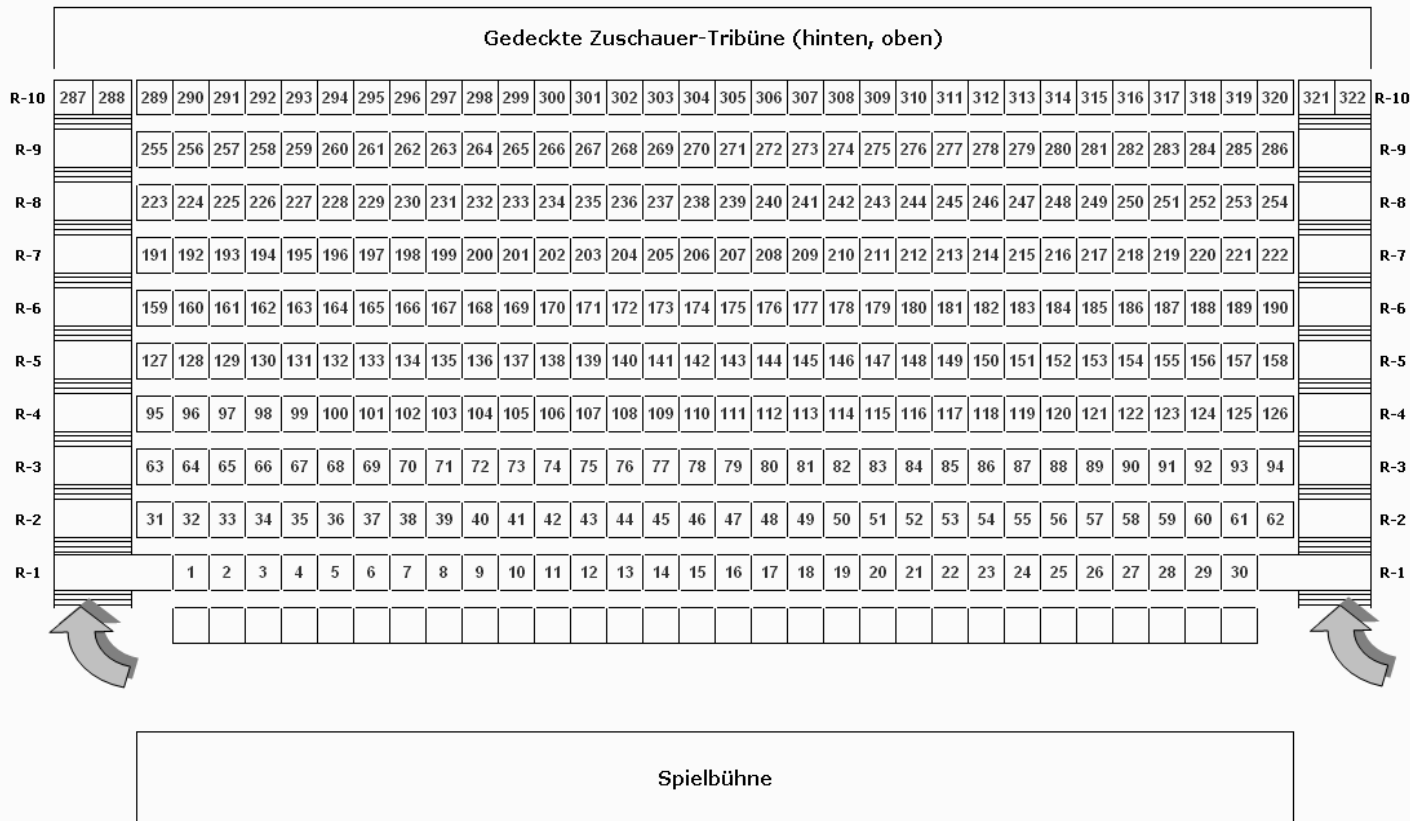 Gedeckte Zuschauer-Tribüne (hinten, oben)
R-10 287 288 289 290 291 292 293 294 295 296 297 298 299 300 301 302 303 304 305 306 307 308 309 310 311 312 313 314 315 316 317 318 319 320 321 322 R-10
R-9 255 256 257 258 259 260 261 262 263 264 265 266 267 268 269 270 271 272 273 274 275 276 277 278 279 280 281 282 283 284 285 286 R-9
R-8 223 224 225 226 227 228 229 230 231 232 233 234 235 236 237 238 239 240 241 242 243 244 245 246 247 248 249 250 251 252 253 254 R-8
R-7 191 192 193 194 195 196 197 198 199 200 201 202 203 204 205 206 207 208 209 210 211 212 213 214 215 216 217 218 219 220 221 222 R-7
R-6 159 160 161 162 163 164 165 166 167 168 169 170 171 172 173 174 175 176 177 178 179 180 181 182 183 184 185 186 187 188 189 190 R-6
R-5 127 128 129 130 131 132 133 134 135 136 137 138 139 140 141 142 143 144 145 146 147 148 149 150 151 152 153 154 155 156 157 158 R-5
R-4 95 96 97 98 99 100 101 102 103 104 105 106 107 108 109 110 111 112 113 114 115 116 117 118 119 120 121 122 123 124 125 126 R-4
R-3 63 64 65 66 67 68 69 70 71 72 73 74 75 76 77 78 79 80 81 82 83 84 85 86 87 88 89 90 91 92 93 94 R-3
R-2 31 32 33 34 35 36 37 38 39 40 41 42 43 44 45 46 47 48 49 50 51 52 53 54 55 56 57 58 59 60 61 62 R-2
R-1 1 2 3 4 5 6 7 8 9 10 11 12 13 14 15 16 17 18 19 20 21 22 23 24 25 26 27 28 29 30 R-1
Spielbühne